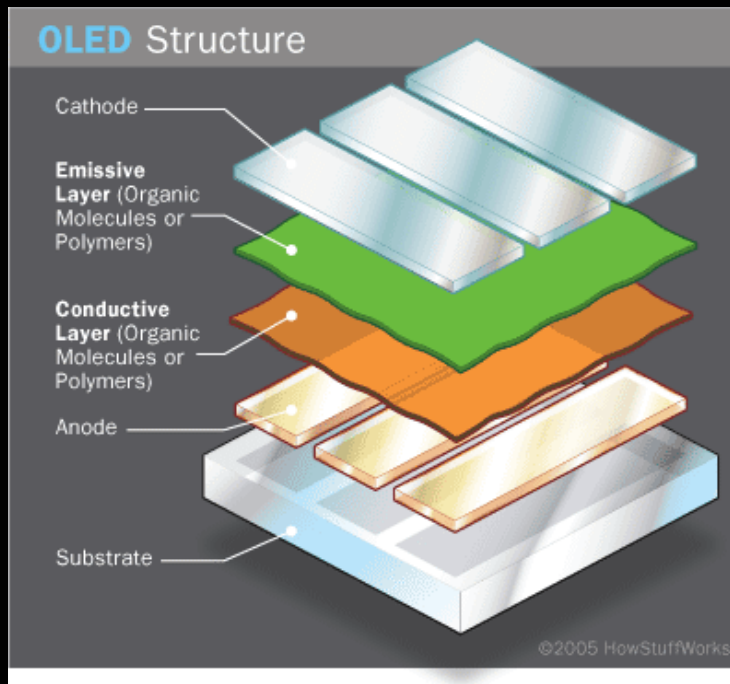 OLED Structure
Cathode
Emissive
Layer (Organic
Molecules or
Polymers)
Conductive
Layer (Organic
Molecules or
Polymers)
Anode
Substrate
©2005 HowStuffWorks